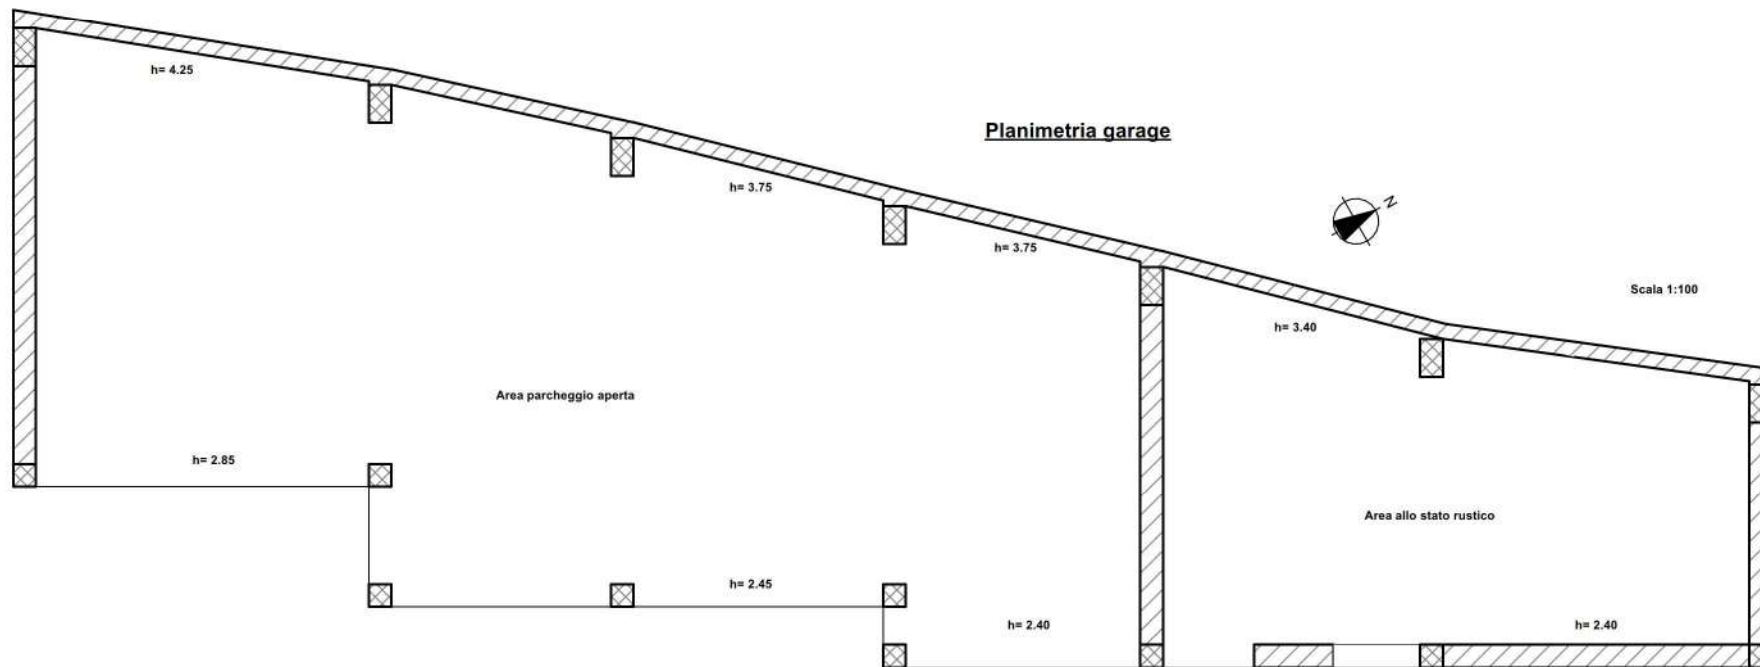 h= 4.25
Planimetria garage
h= 3.75
N
h= 3.75
Scala 1:100
h= 3.40
Area parcheggio aperta
h= 2.85
Area allo stato rustico
h= 2.45
h= 2.40
h= 2.40